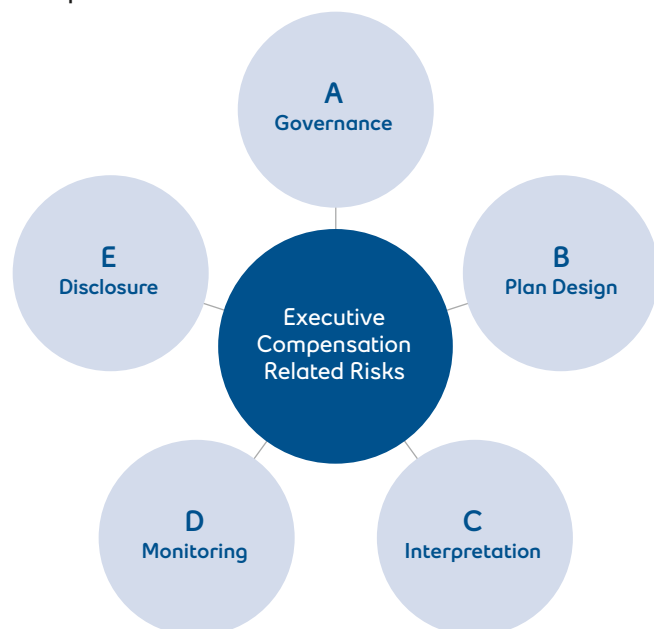 A
Governance
B
Plan Design
C
Interpretation
D
Monitoring
E
Disclosure
Executive
Compensation
Related Risks